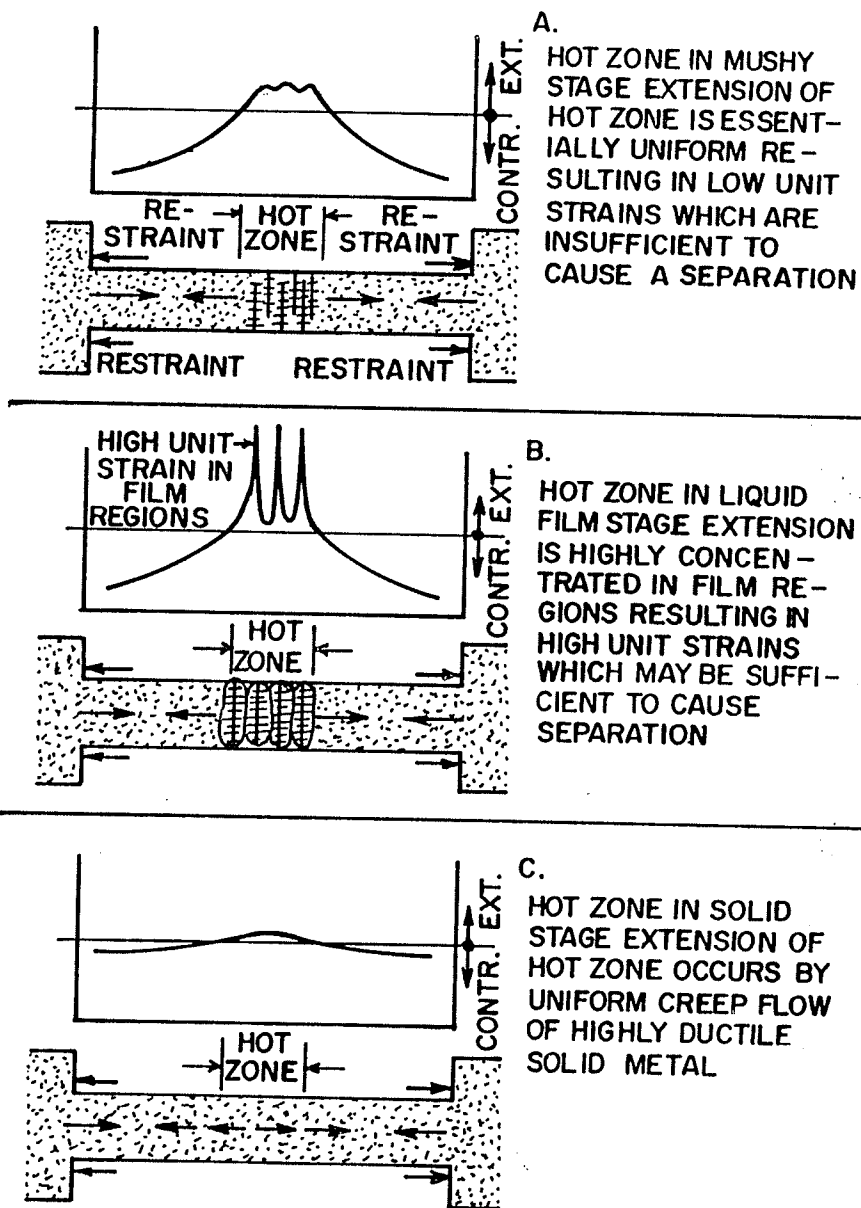 A.
HOT ZONE IN MUSHY
STAGE EXTENSION OF
HOT ZONE IS ESSENT-
IALLY UNIFORM RE-
SULTING IN LOW UNIT
STRAINS WHICH ARE
INSUFFICIENT TO
CAUSE A SEPARATION
CONTR. EXT.
RE-
STRAINT
HOT
ZONE
RE-
STRAINT
RESTRAINT
RESTRAINT
HIGH UNIT
STRAIN IN
FILM
REGIONS
CONTR. EXT.
B.
HOT ZONE IN LIQUID
FILM STAGE EXTENSION
IS HIGHLY CONCEN-
TRATED IN FILM RE-
GIONS RESULTING IN
HIGH UNIT STRAINS
WHICH MAY BE SUFFI-
CIENT TO CAUSE
SEPARATION
HOT
ZONE
CONTR. EXT.
C.
HOT ZONE IN SOLID
STAGE EXTENSION OF
HOT ZONE OCCURS BY
UNIFORM CREEP FLOW
OF HIGHLY DUCTILE
SOLID METAL
HOT
ZONE